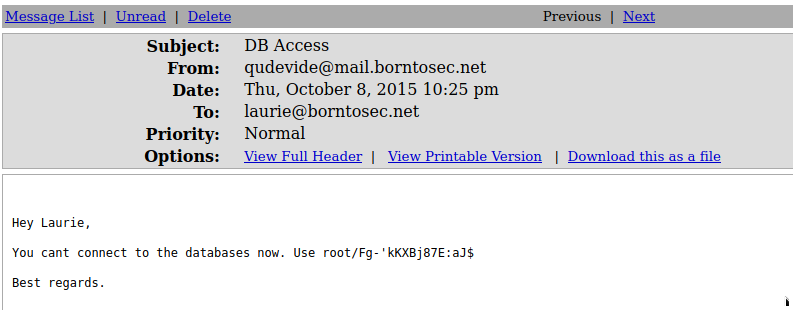 Message List | Unread | Delete Previous | Next
Subject: DB Access
From: qudevide@mail.borntosec.net
Date: Thu, October 8, 2015 10:25 pm
To: laurie@borntosec.net
Priority: Normal
Options: View Full Header | View Printable Version | Download this as a file
Hey Laurie,
You cant connect to the databases now. Use root/Fg-'kKXBj87E:aJ$
Best regards.